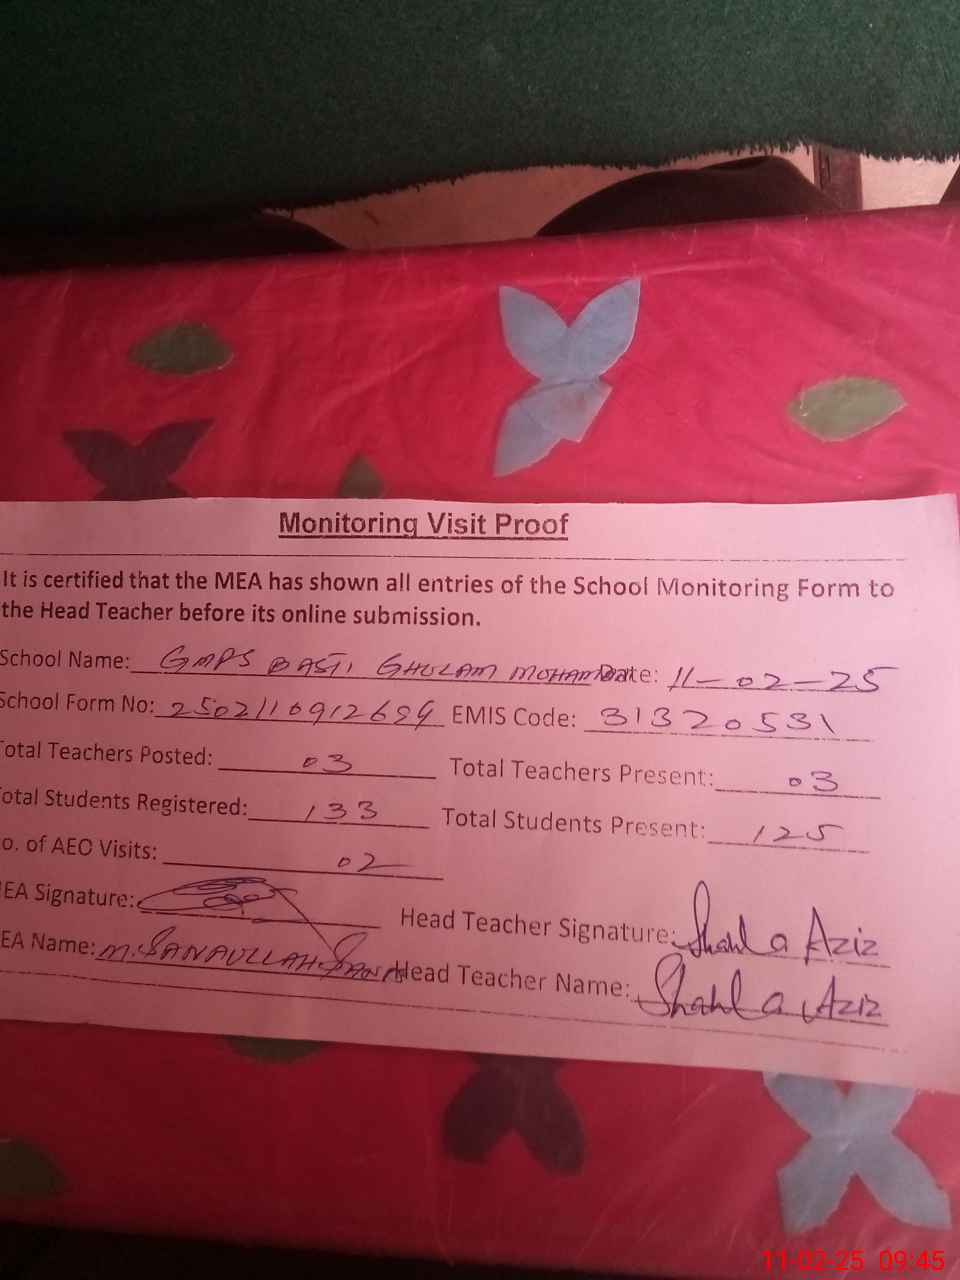 Monitoring Visit Proof
It is certified that the MEA has shown all entries of the School Monitoring Form to
the Head Teacher before its online submission.
School Name: GMPS BASTI GHULAM MOHAMMAD Date: 11-02-25
School Form No: 2502110912699 EMIS Code: 31320531
Total Teachers Posted: 03 Total Teachers Present: 03
Total Students Registered: 133 Total Students Present: 125
o. of AEO Visits: 02
EA Signature: Head Teacher Signature: Shahla Aziz
EA Name: M. SANAULLAH SANA Head Teacher Name: Shahla Aziz
11-02-25 09:45